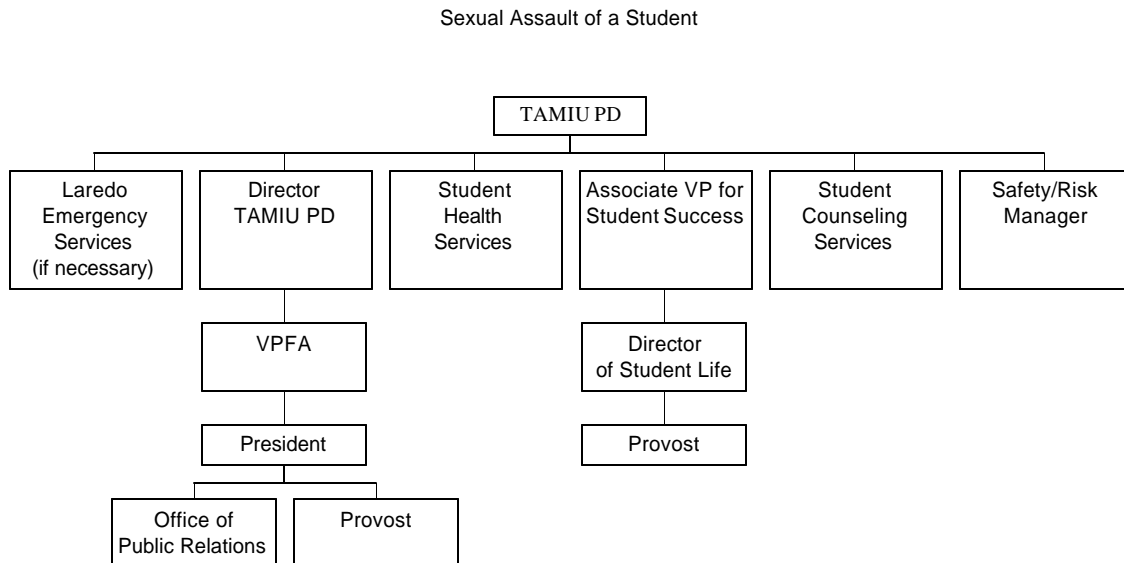 Sexual Assault of a Student
TAMIU PD
Laredo
Emergency
Services
(if necessary)
Director
TAMIU PD
Student
Health
Services
Associate VP for
Student Success
Student
Counseling
Services
Safety/Risk
Manager
VPFA
Director
of Student Life
President
Provost
Office of
Public Relations
Provost